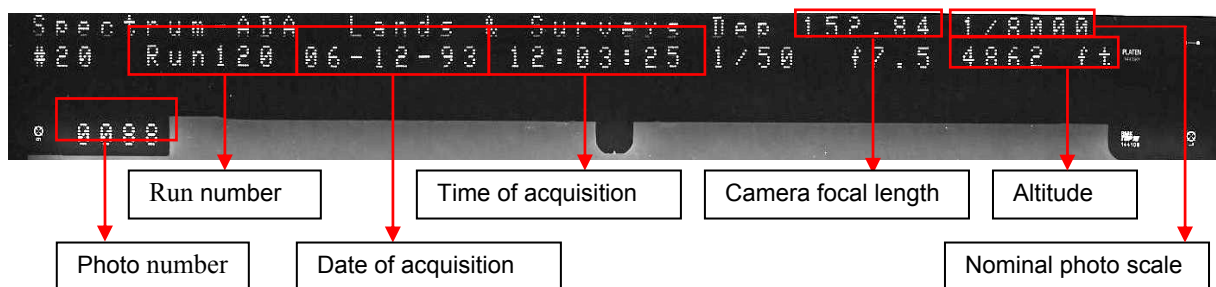 Spectrum-ADA Lands & Surveys Dep 152.84 1/8000
#20 Run120 06-12-93 12:03:25 1/50 f7.5 4862 ft
PLATEN
0088
Run number
Time of acquisition
Camera focal length
Altitude
Photo number
Date of acquisition
Nominal photo scale